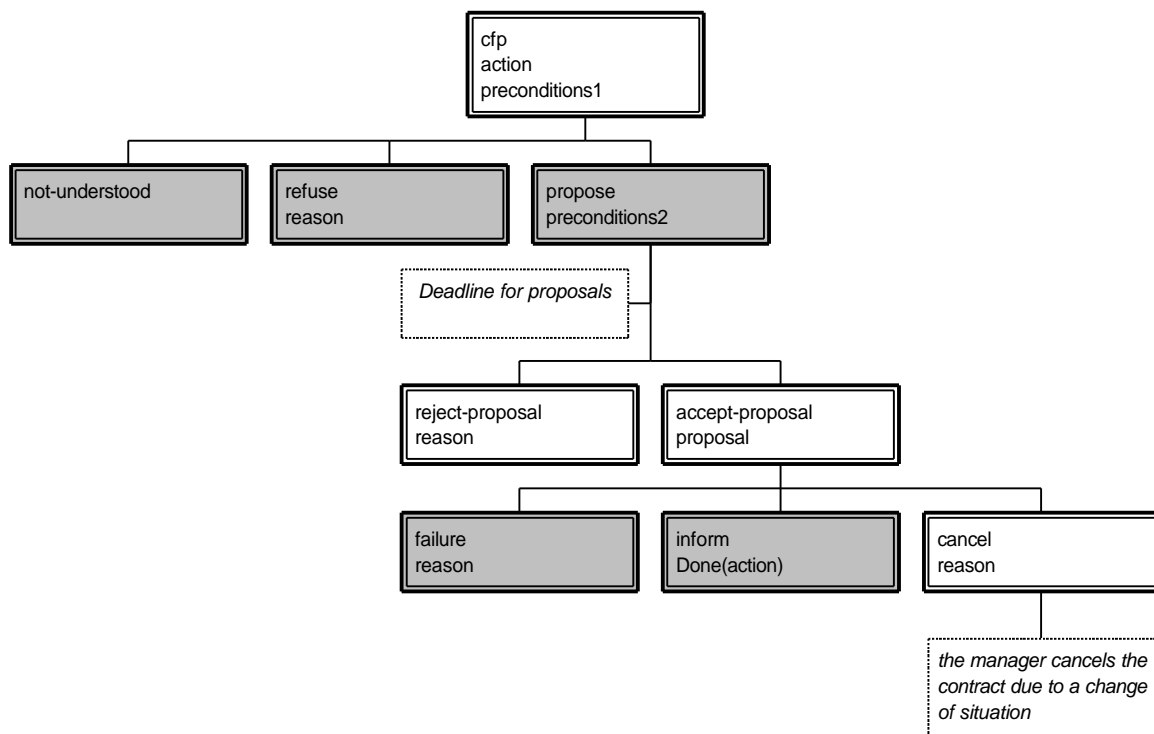 cfp
action
preconditions1
not-understood
refuse
reason
propose
preconditions2
Deadline for proposals
reject-proposal
reason
accept-proposal
proposal
failure
reason
inform
Done(action)
cancel
reason
the manager cancels the
contract due to a change
of situation